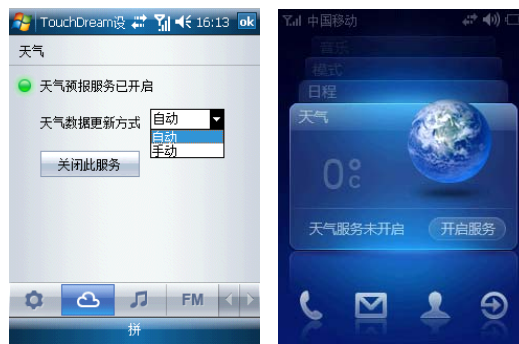 TouchDream设 16:13 ok
天气
天气预报服务已开启
天气数据更新方式 自动
自动
手动
关闭此服务
FM
拼
中国移动
音乐
模式
日程
天气
0°C
天气服务未开启 开启服务